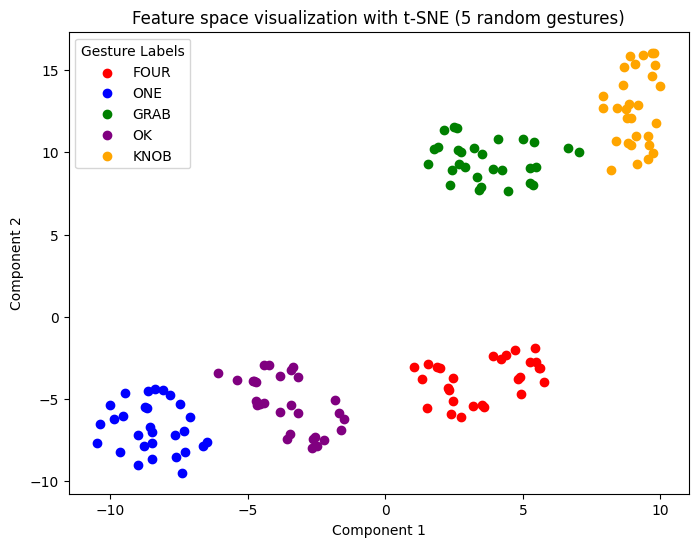 Feature space visualization with t-SNE (5 random gestures)
Gesture Labels
FOUR
ONE
GRAB
OK
KNOB
15
10
5
0
−5
−10
Component 2
−10
−5
0
5
10
Component 1